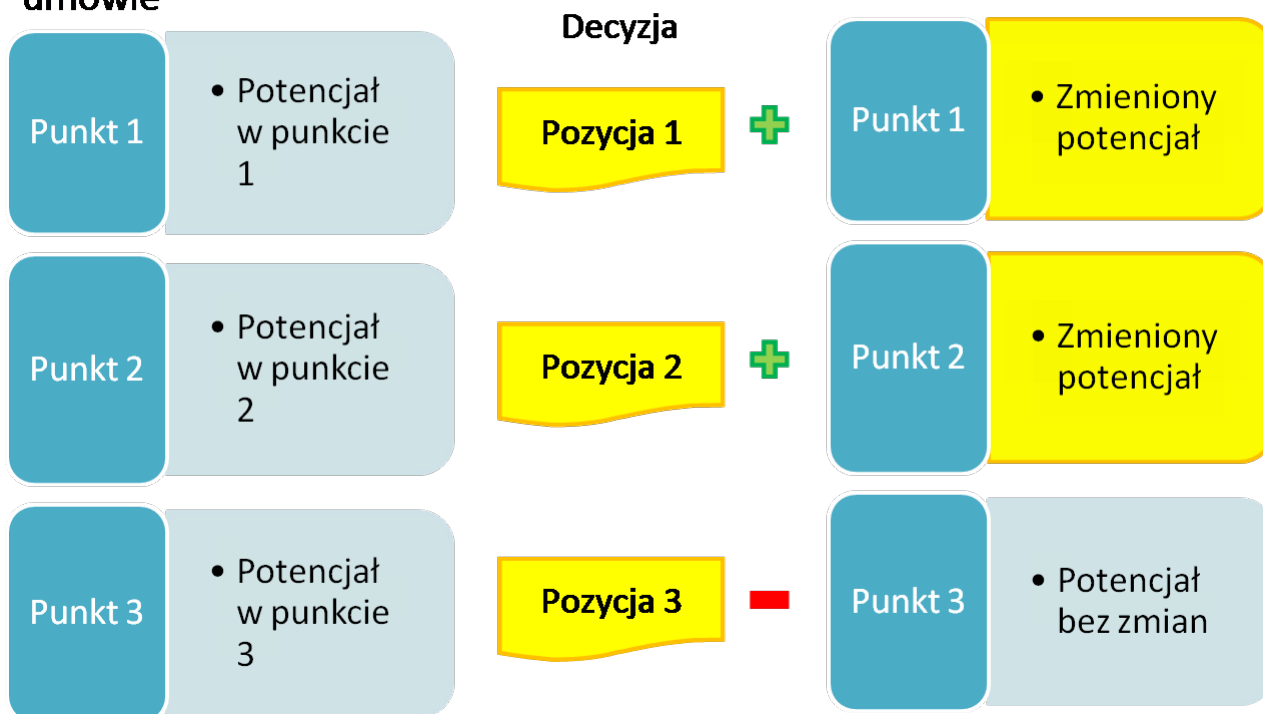 umowie
Decyzja
Punkt 1
• Potencjał
w punkcie
1
Pozycja 1
Punkt 1
• Zmieniony
potencjał
Punkt 2
• Potencjał
w punkcie
2
Pozycja 2
Punkt 2
• Zmieniony
potencjał
Punkt 3
• Potencjał
w punkcie
3
Pozycja 3
Punkt 3
• Potencjał
bez zmian